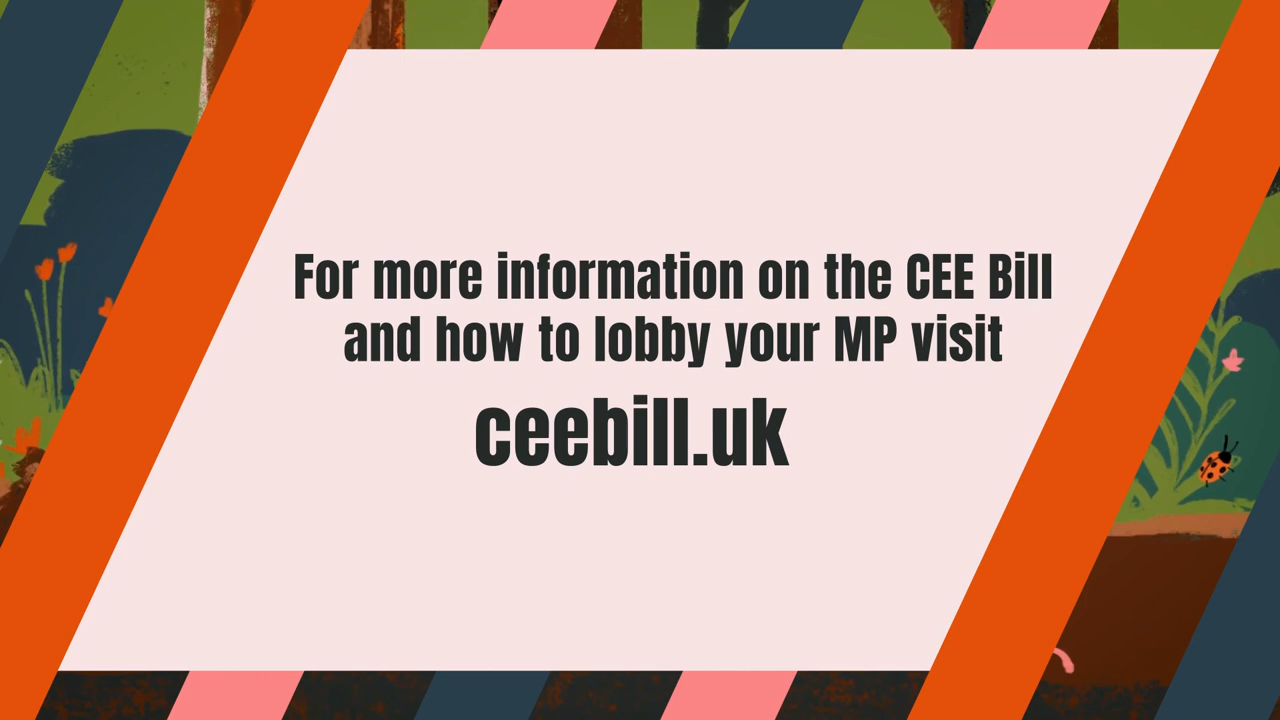 For more information on the CEE Bill
and how to lobby your MP visit
ceebill.uk